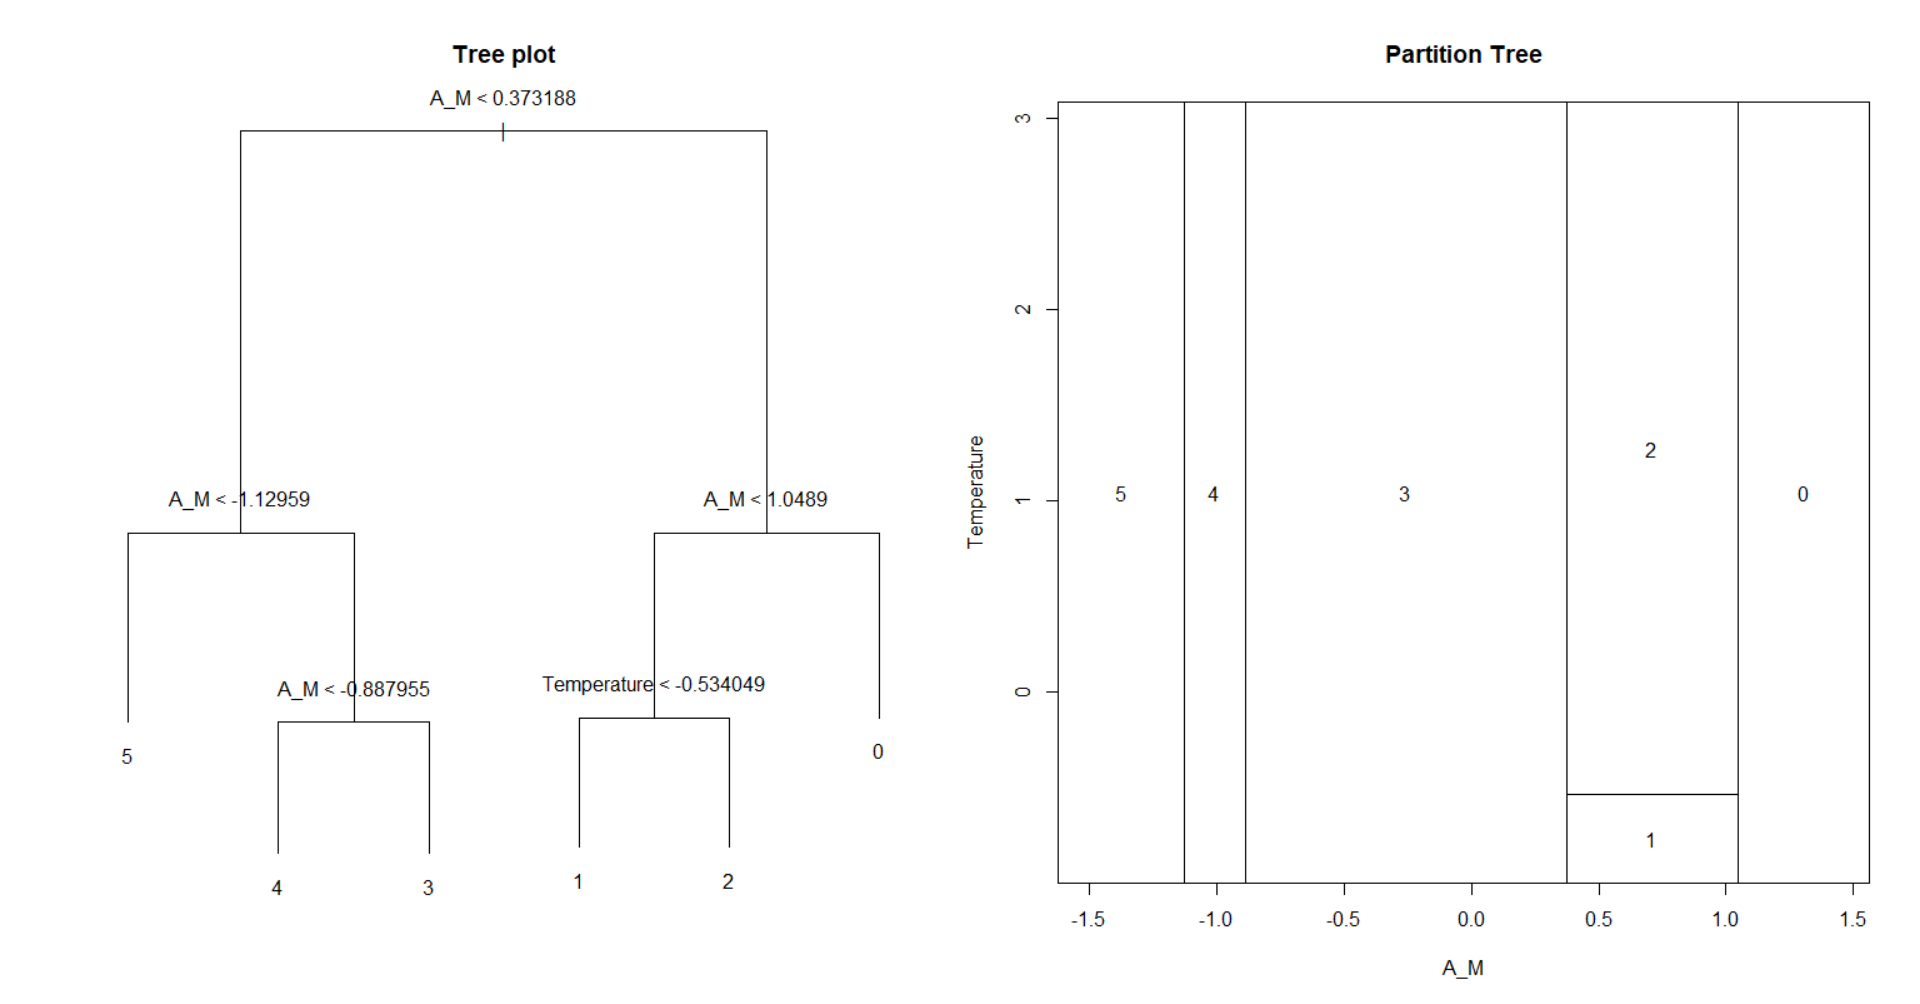 Tree plot
A_M < 0.373188
A_M < -1.12959
A_M < 1.0489
A_M < -0.887955
Temperature < -0.534049
5
0
4
3
1
2
Partition Tree
Temperature
3
2
1
0
5
4
3
2
0
1
-1.5
-1.0
-0.5
0.0
0.5
1.0
1.5
A_M